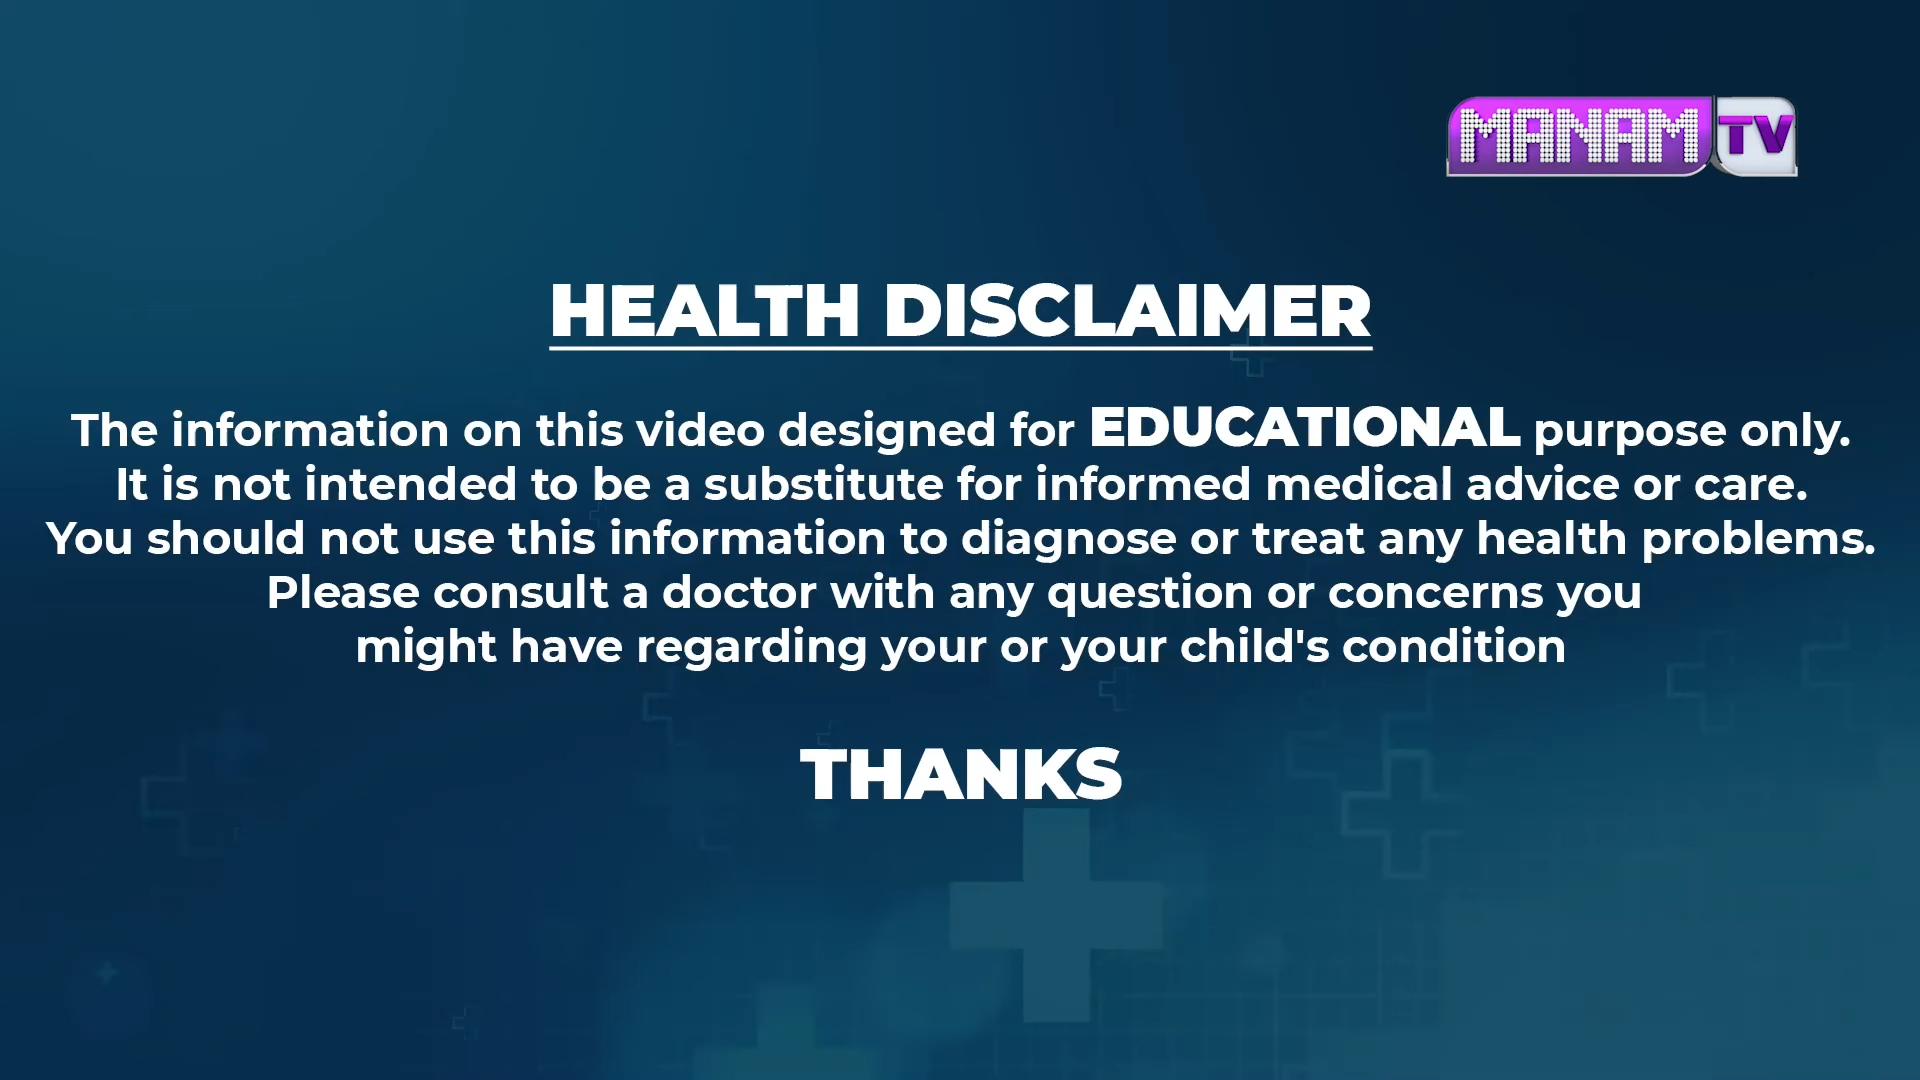 MANAM TV
HEALTH DISCLAIMER
The information on this video designed for EDUCATIONAL purpose only.
It is not intended to be a substitute for informed medical advice or care.
You should not use this information to diagnose or treat any health problems.
Please consult a doctor with any question or concerns you
might have regarding your or your child's condition
THANKS